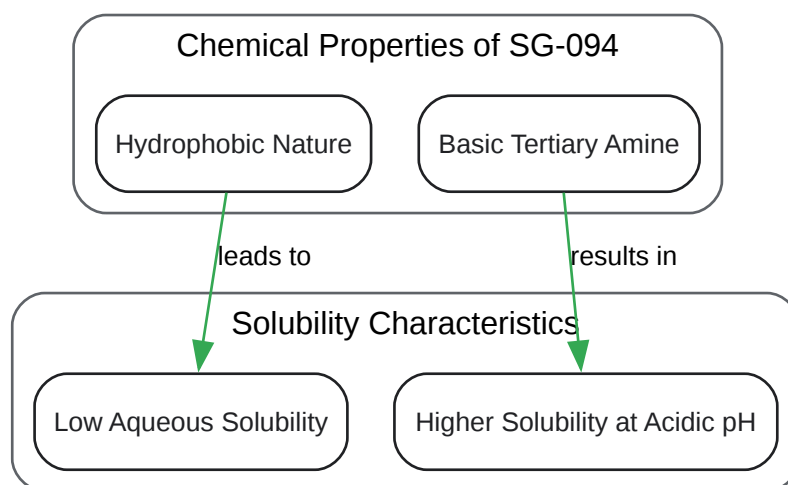 Chemical Properties of SG-094
Hydrophobic Nature
Basic Tertiary Amine
leads to
results in
Solubility Characteristics
Low Aqueous Solubility
Higher Solubility at Acidic pH